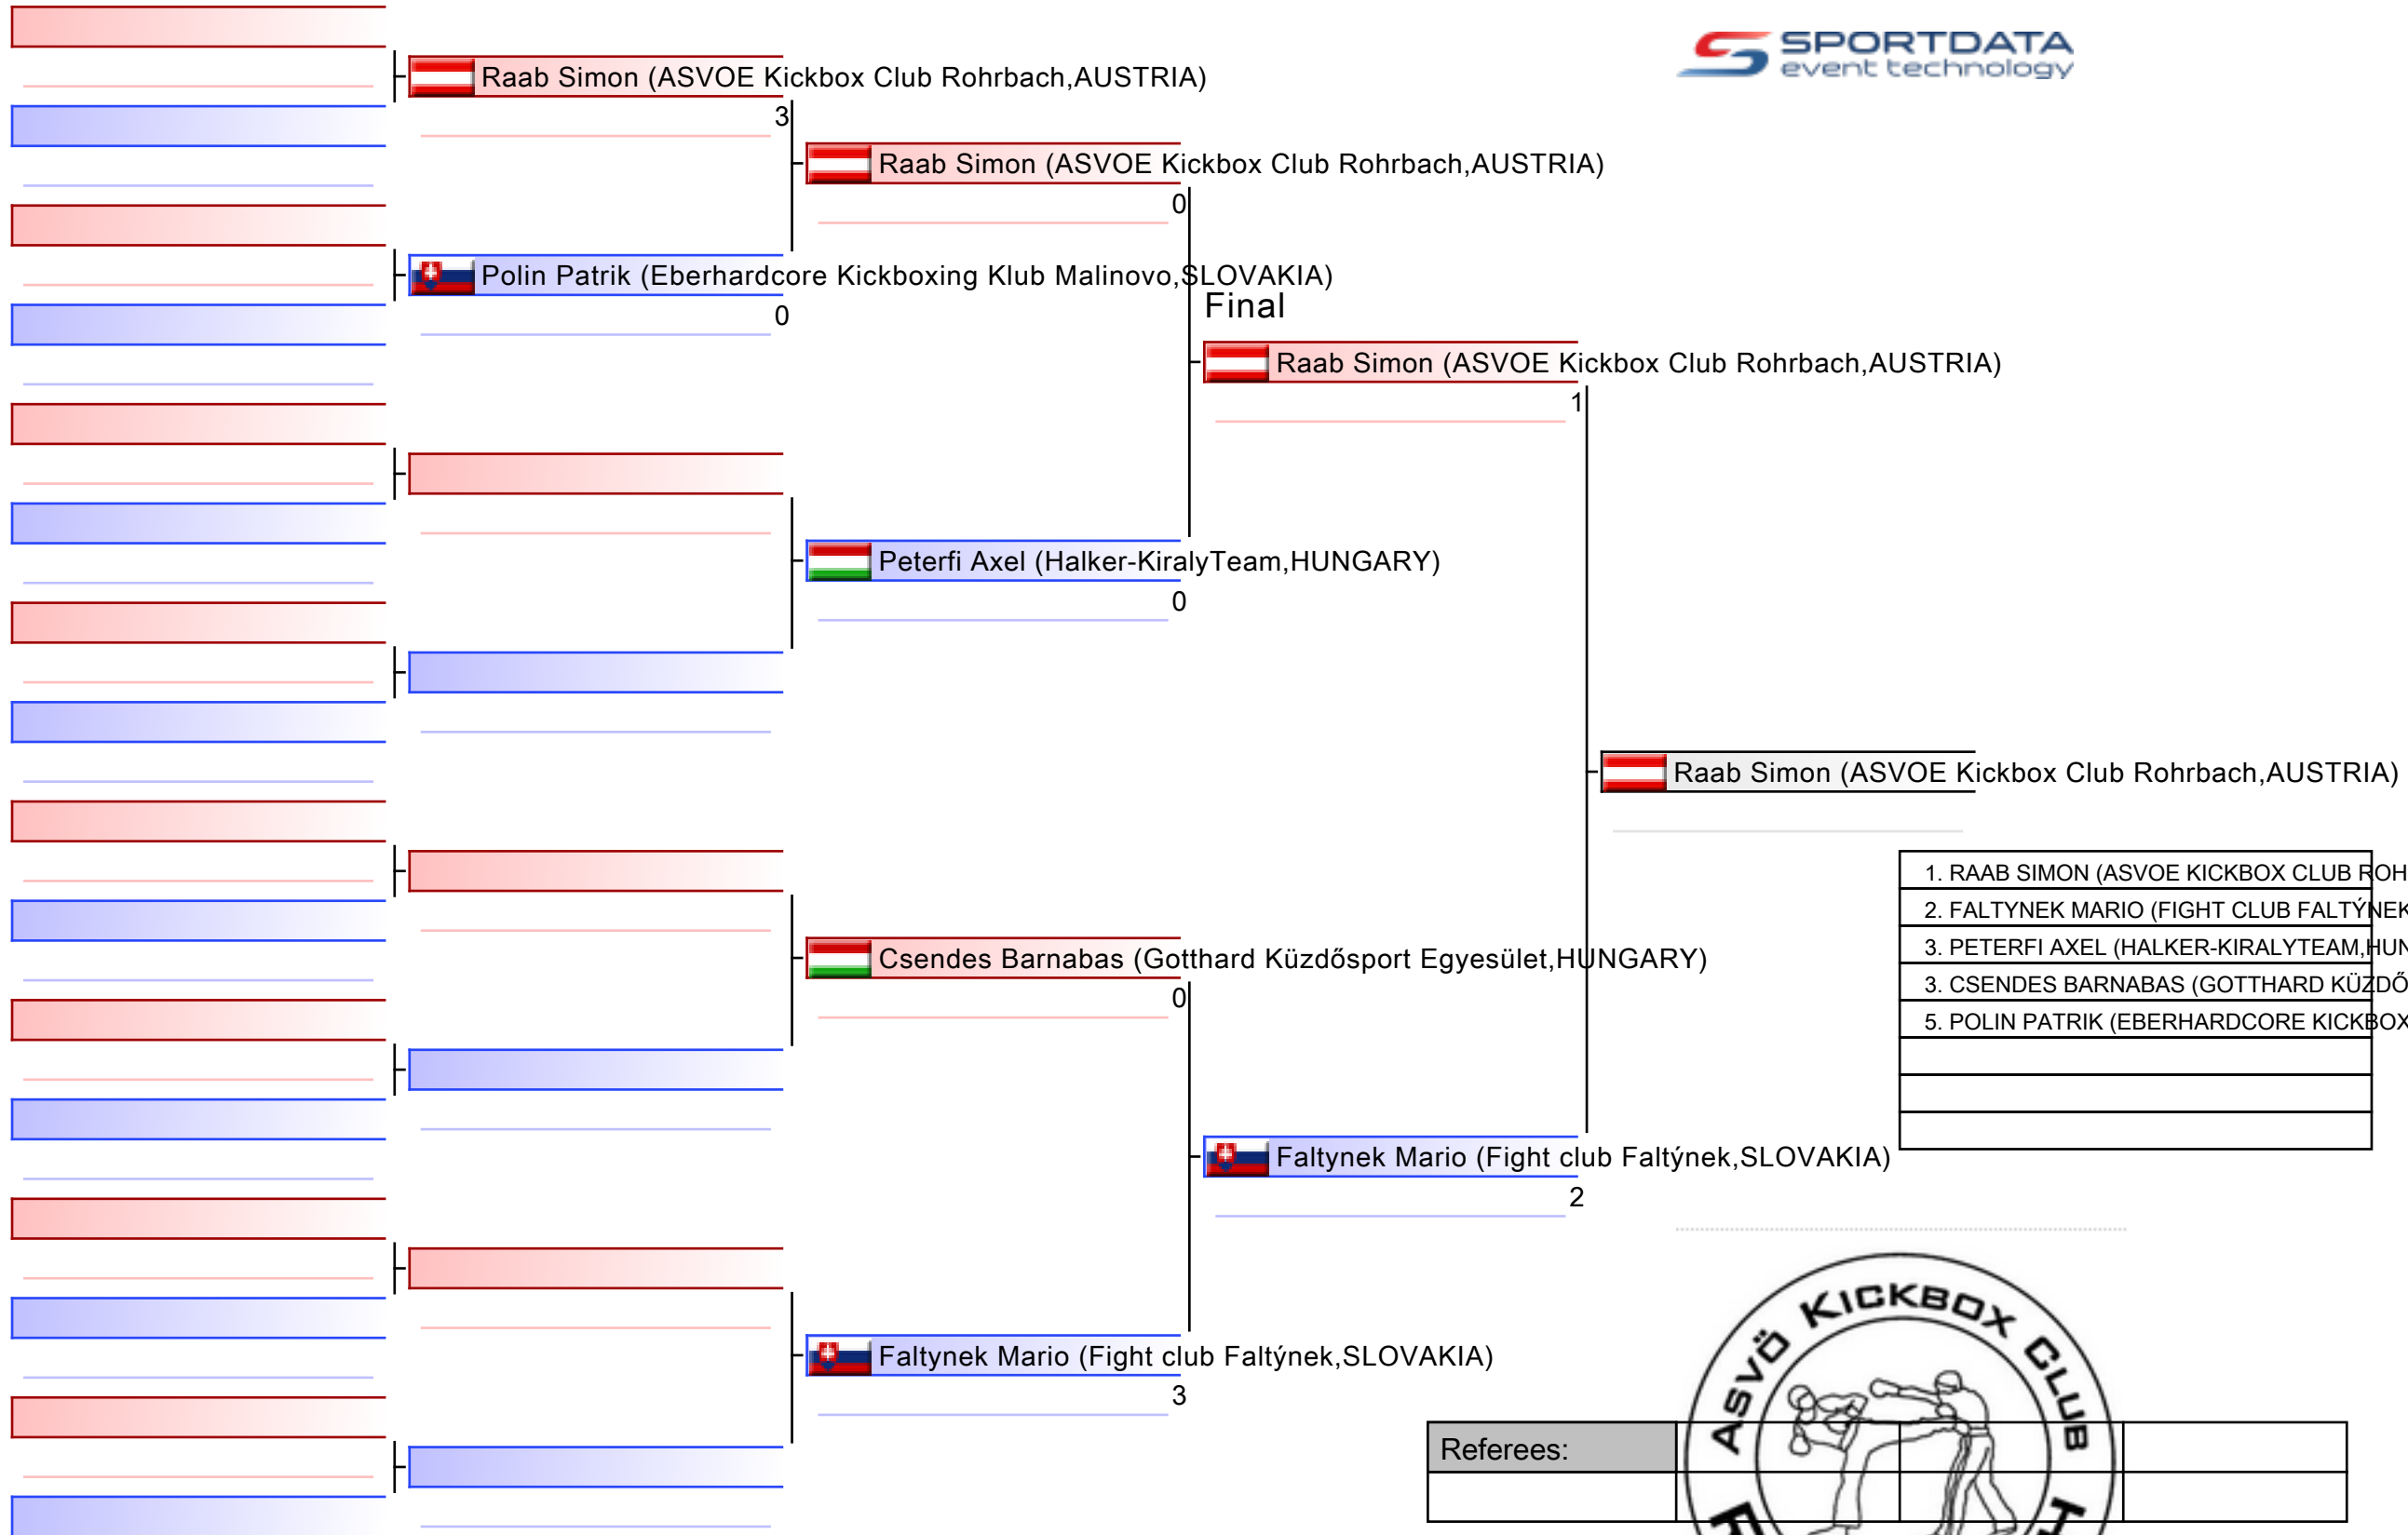 SPORTDATA
event technology
Raab Simon (ASVOE Kickbox Club Rohrbach,AUSTRIA)
3
Raab Simon (ASVOE Kickbox Club Rohrbach,AUSTRIA)
0
Polin Patrik (Eberhardcore Kickboxing Klub Malinovo,SLOVAKIA)
0
Final
Raab Simon (ASVOE Kickbox Club Rohrbach,AUSTRIA)
1
Peterfi Axel (Halker-KiralyTeam,HUNGARY)
0
Raab Simon (ASVOE Kickbox Club Rohrbach,AUSTRIA)
1. RAAB SIMON (ASVOE KICKBOX CLUB ROH
2. FALTYNEK MARIO (FIGHT CLUB FALTÝNEK
3. PETERFI AXEL (HALKER-KIRALYTEAM,HUN
3. CSENDES BARNABAS (GOTTHARD KÜZDŐ
5. POLIN PATRIK (EBERHARDCORE KICKBOX
Csendes Barnabas (Gotthard Küzdősport Egyesület,HUNGARY)
0
Faltynek Mario (Fight club Faltýnek,SLOVAKIA)
2
Faltynek Mario (Fight club Faltýnek,SLOVAKIA)
3
ASVÖ KICKBOX CLUB
Referees: